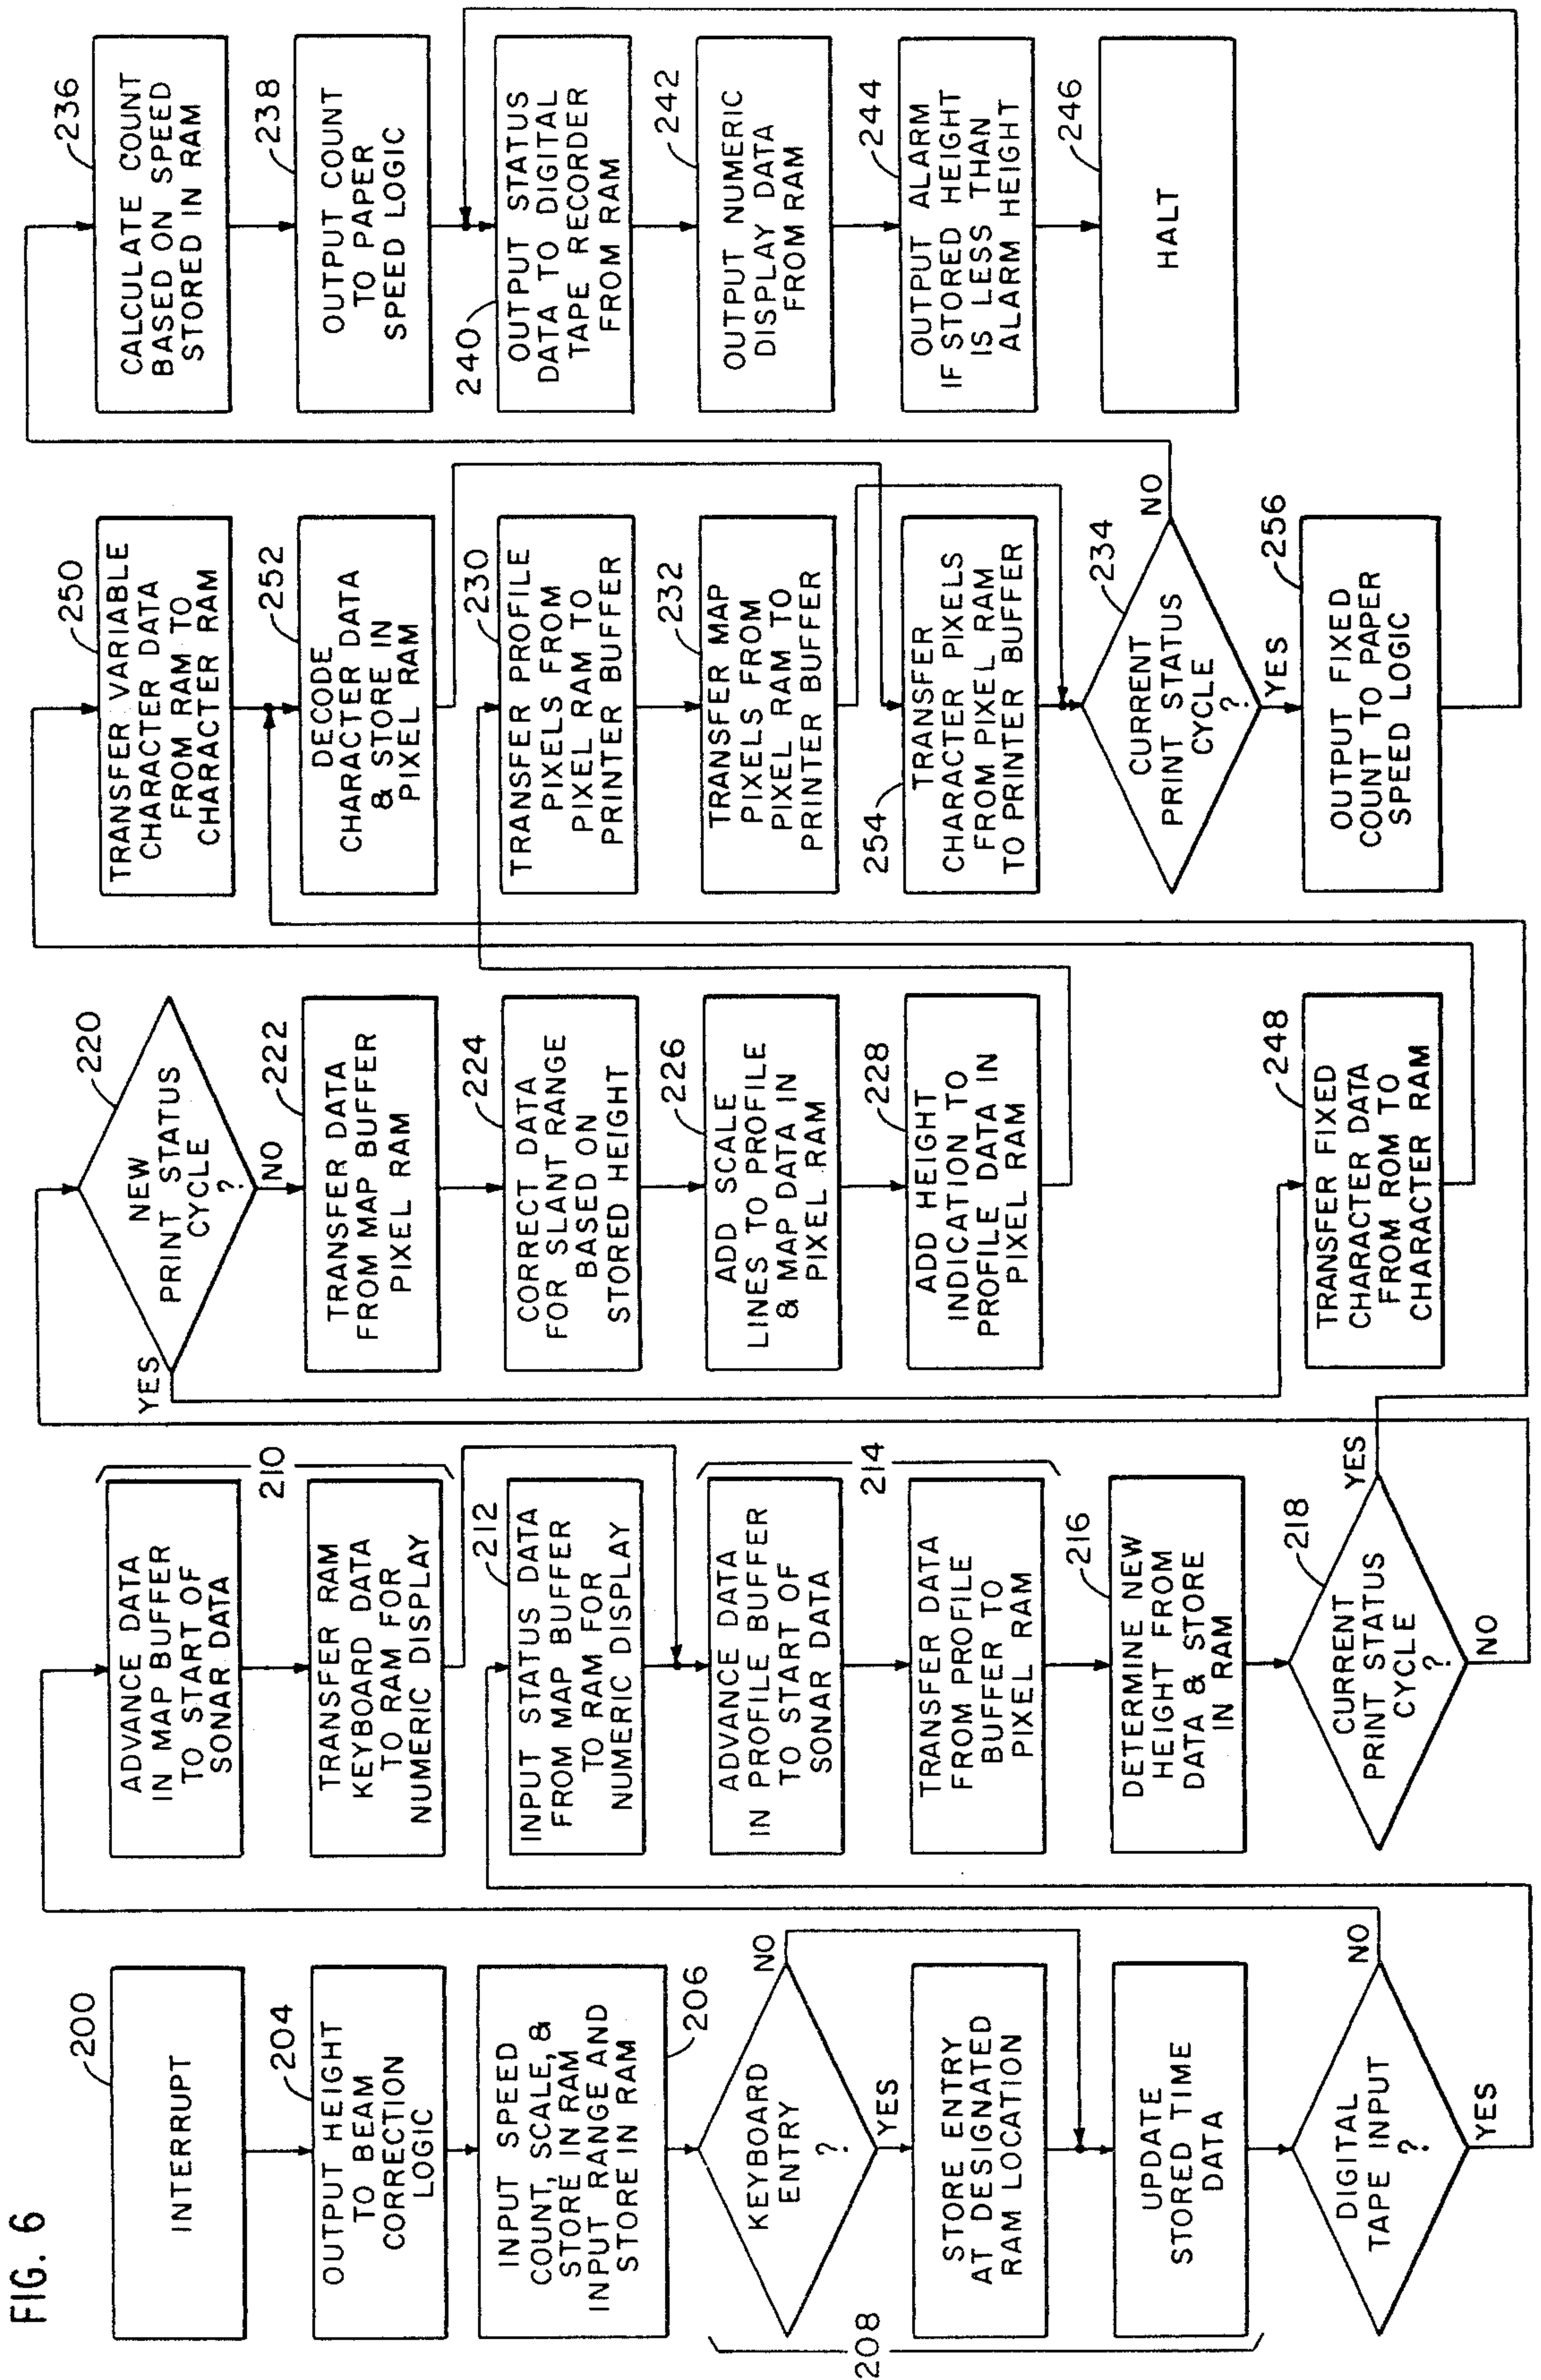 FIG. 6
200
INTERRUPT
204
OUTPUT HEIGHT
TO BEAM
CORRECTION
LOGIC
INPUT SPEED
COUNT, SCALE, &
STORE IN RAM
INPUT RANGE AND
STORE IN RAM
206
KEYBOARD
ENTRY
?
NO
YES
STORE ENTRY
AT DESIGNATED
RAM LOCATION
UPDATE
STORED TIME
DATA
208
DIGITAL
TAPE INPUT
?
NO
YES
ADVANCE DATA
IN MAP BUFFER
TO START OF
SONAR DATA
TRANSFER RAM
KEYBOARD DATA
TO RAM FOR
NUMERIC DISPLAY
210
212
INPUT STATUS DATA
FROM MAP BUFFER
TO RAM FOR
NUMERIC DISPLAY
ADVANCE DATA
IN PROFILE BUFFER
TO START OF
SONAR DATA
TRANSFER DATA
FROM PROFILE
BUFFER TO
PIXEL RAM
214
216
DETERMINE NEW
HEIGHT FROM
DATA & STORE
IN RAM
218
CURRENT
PRINT STATUS
CYCLE
?
YES
NO
220
NEW
PRINT STATUS
CYCLE
?
YES
NO
222
TRANSFER DATA
FROM MAP BUFFER
PIXEL RAM
224
CORRECT DATA
FOR SLANT RANGE
BASED ON
STORED HEIGHT
226
ADD SCALE
LINES TO PROFILE
& MAP DATA IN
PIXEL RAM
228
ADD HEIGHT
INDICATION TO
PROFILE DATA IN
PIXEL RAM
248
TRANSFER FIXED
CHARACTER DATA
FROM ROM TO
CHARACTER RAM
250
TRANSFER VARIABLE
CHARACTER DATA
FROM RAM TO
CHARACTER RAM
252
DECODE
CHARACTER DATA
& STORE IN
PIXEL RAM
230
TRANSFER PROFILE
PIXELS FROM
PIXEL RAM TO
PRINTER BUFFER
232
TRANSFER MAP
PIXELS FROM
PIXEL RAM TO
PRINTER BUFFER
254
TRANSFER
CHARACTER PIXELS
FROM PIXEL RAM
TO PRINTER BUFFER
234
CURRENT
PRINT STATUS
CYCLE
?
NO
YES
256
OUTPUT FIXED
COUNT TO PAPER
SPEED LOGIC
236
CALCULATE COUNT
BASED ON SPEED
STORED IN RAM
238
OUTPUT COUNT
TO PAPER
SPEED LOGIC
240
OUTPUT STATUS
DATA TO DIGITAL
TAPE RECORDER
FROM RAM
242
OUTPUT NUMERIC
DISPLAY DATA
FROM RAM
244
OUTPUT ALARM
IF STORED HEIGHT
IS LESS THAN
ALARM HEIGHT
246
HALT